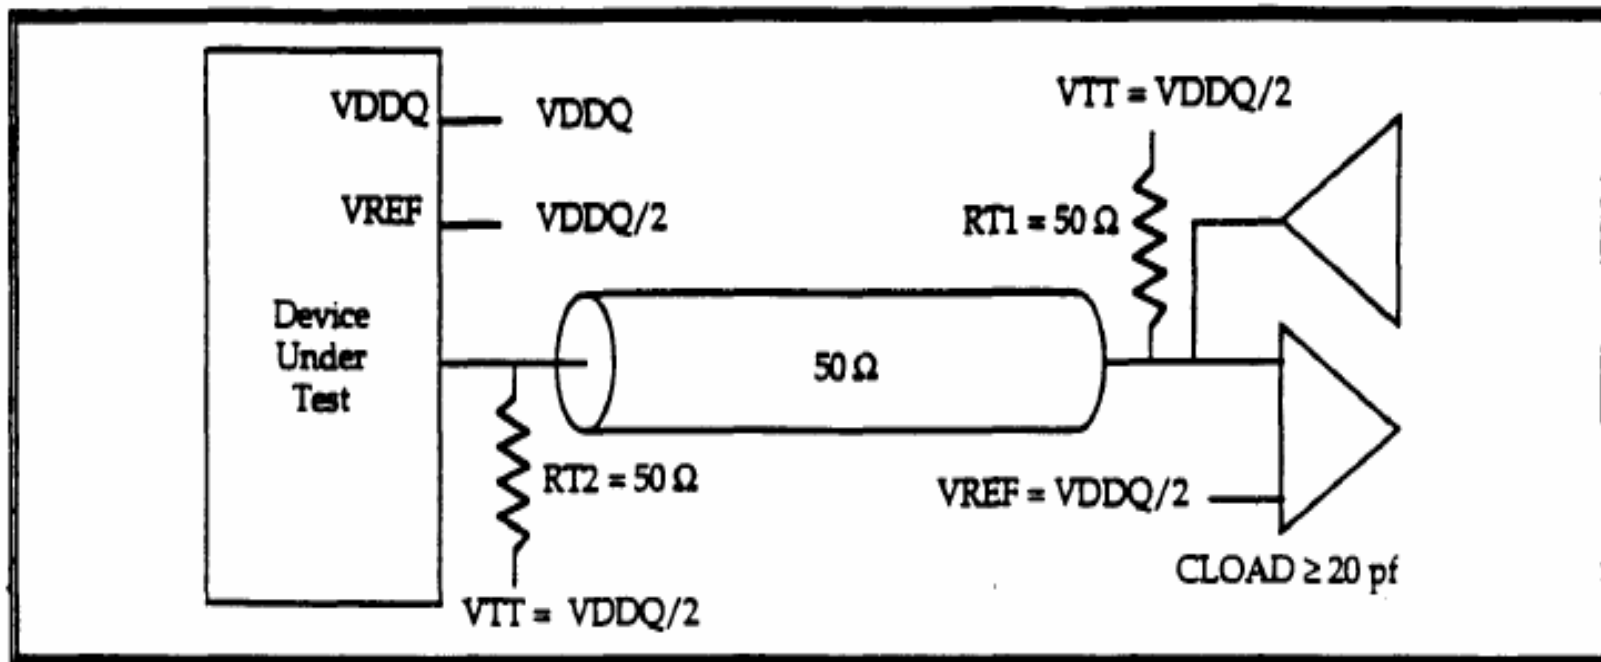 VDDQ
VDDQ
VREF
VDDQ/2
Device
Under
Test
VTT = VDDQ/2
RT1 = 50 Ω
50 Ω
RT2 = 50 Ω
VTT = VDDQ/2
VREF = VDDQ/2
CLOAD ≥ 20 pf